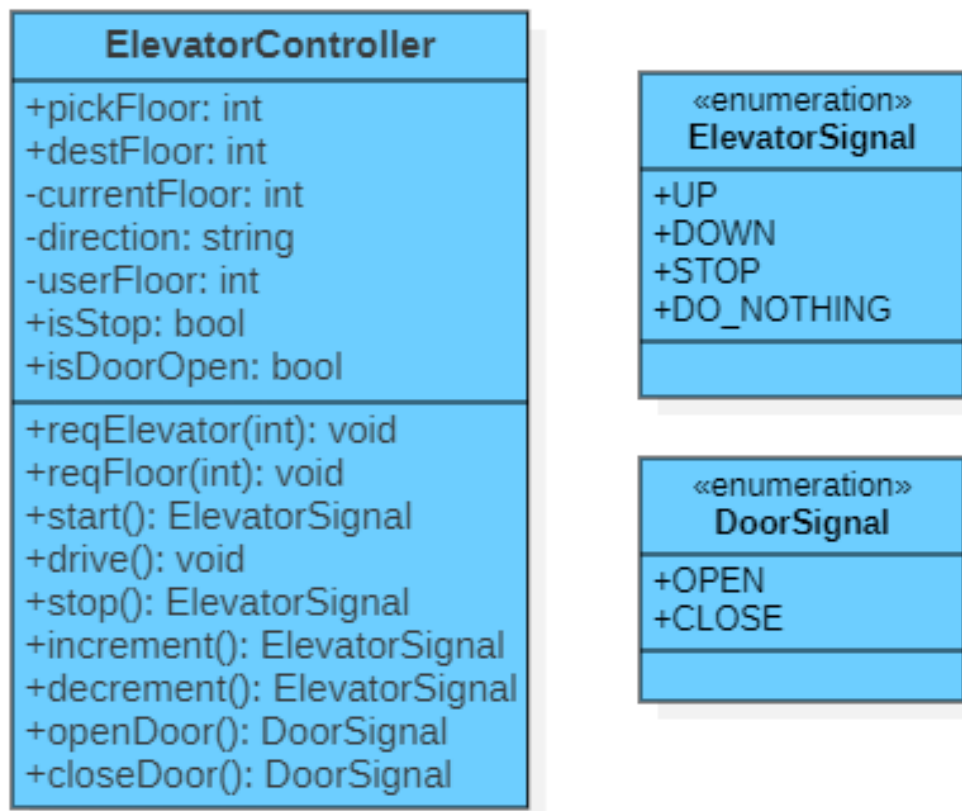 ElevatorController
+pickFloor: int
+destFloor: int
-currentFloor: int
-direction: string
-userFloor: int
+isStop: bool
+isDoorOpen: bool
+reqElevator(int): void
+reqFloor(int): void
+start(): ElevatorSignal
+drive(): void
+stop(): ElevatorSignal
+increment(): ElevatorSignal
+decrement(): ElevatorSignal
+openDoor(): DoorSignal
+closeDoor(): DoorSignal
«enumeration»
ElevatorSignal
+UP
+DOWN
+STOP
+DO_NOTHING
«enumeration»
DoorSignal
+OPEN
+CLOSE